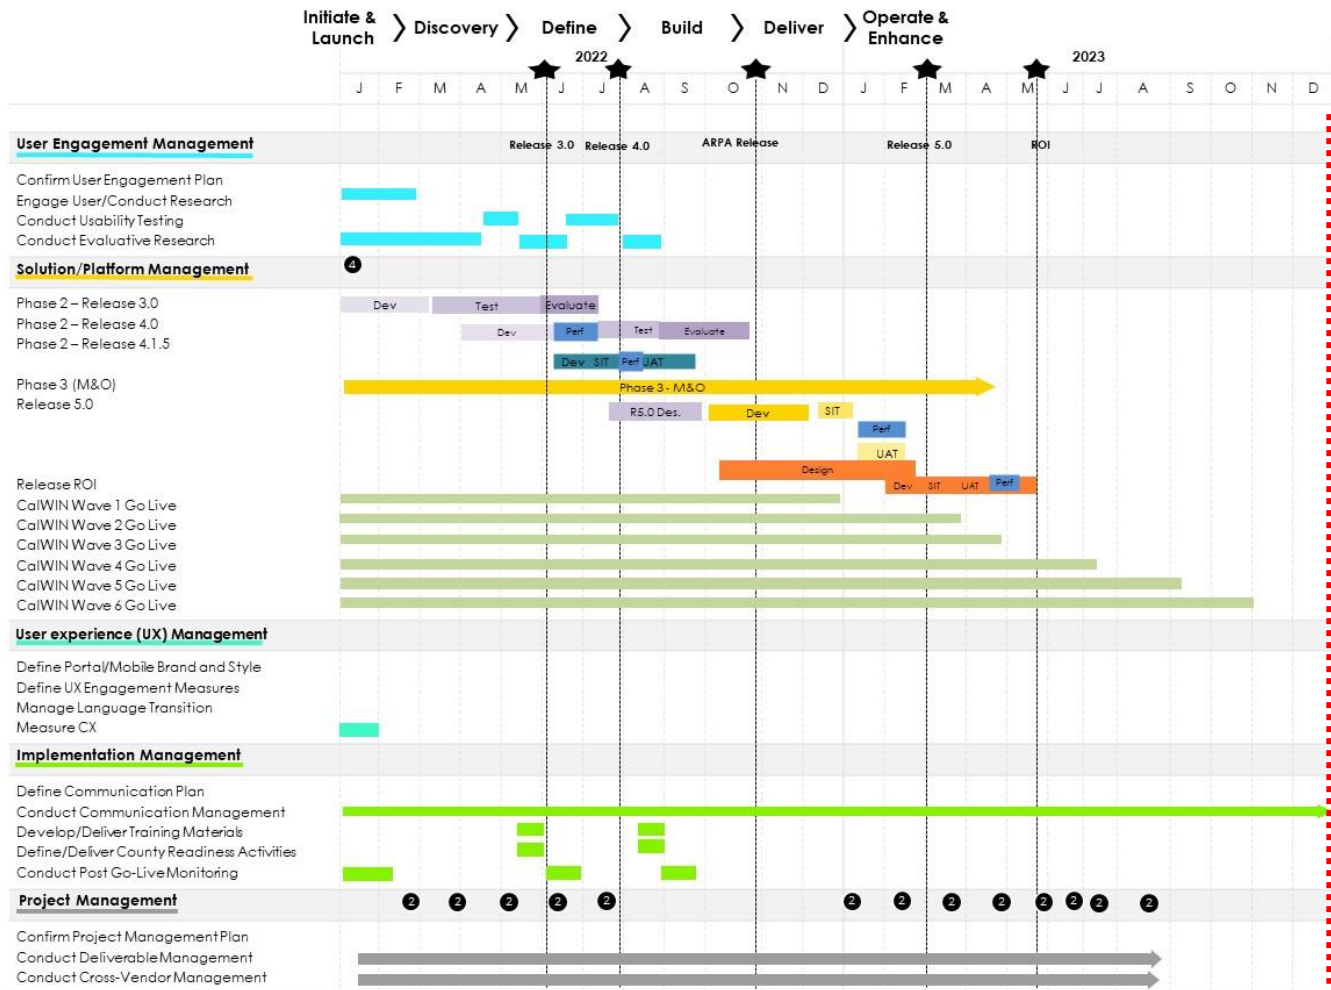 Initiate &
Launch
Discovery
Define
Build
Deliver
Operate &
Enhance
2022
2023
J F M A M J J A S O N D J F M A M J J A S O N D
User Engagement Management
Release 3.0
Release 4.0
ARPA Release
Release 5.0
ROI
Confirm User Engagement Plan
Engage User/Conduct Research
Conduct Usability Testing
Conduct Evaluative Research
Solution/Platform Management
4
Phase 2 – Release 3.0
Dev Test Evaluate
Phase 2 – Release 4.0
Dev Perf Test Evaluate
Phase 2 – Release 4.1.5
Dev SIT Perf UAT
Phase 3 (M&O)
Phase 3 - M&O
Release 5.0
R5.0 Des. Dev SIT
Perf
UAT
Design
Release ROI
Dev SIT UAT Perf
CalWIN Wave 1 Go Live
CalWIN Wave 2 Go Live
CalWIN Wave 3 Go Live
CalWIN Wave 4 Go Live
CalWIN Wave 5 Go Live
CalWIN Wave 6 Go Live
User experience (UX) Management
Define Portal/Mobile Brand and Style
Define UX Engagement Measures
Manage Language Transition
Measure CX
Implementation Management
Define Communication Plan
Conduct Communication Management
Develop/Deliver Training Materials
Define/Deliver County Readiness Activities
Conduct Post Go-Live Monitoring
Project Management
2 2 2 2 2 2 2 2 2 2 2 2 2
Confirm Project Management Plan
Conduct Deliverable Management
Conduct Cross-Vendor Management